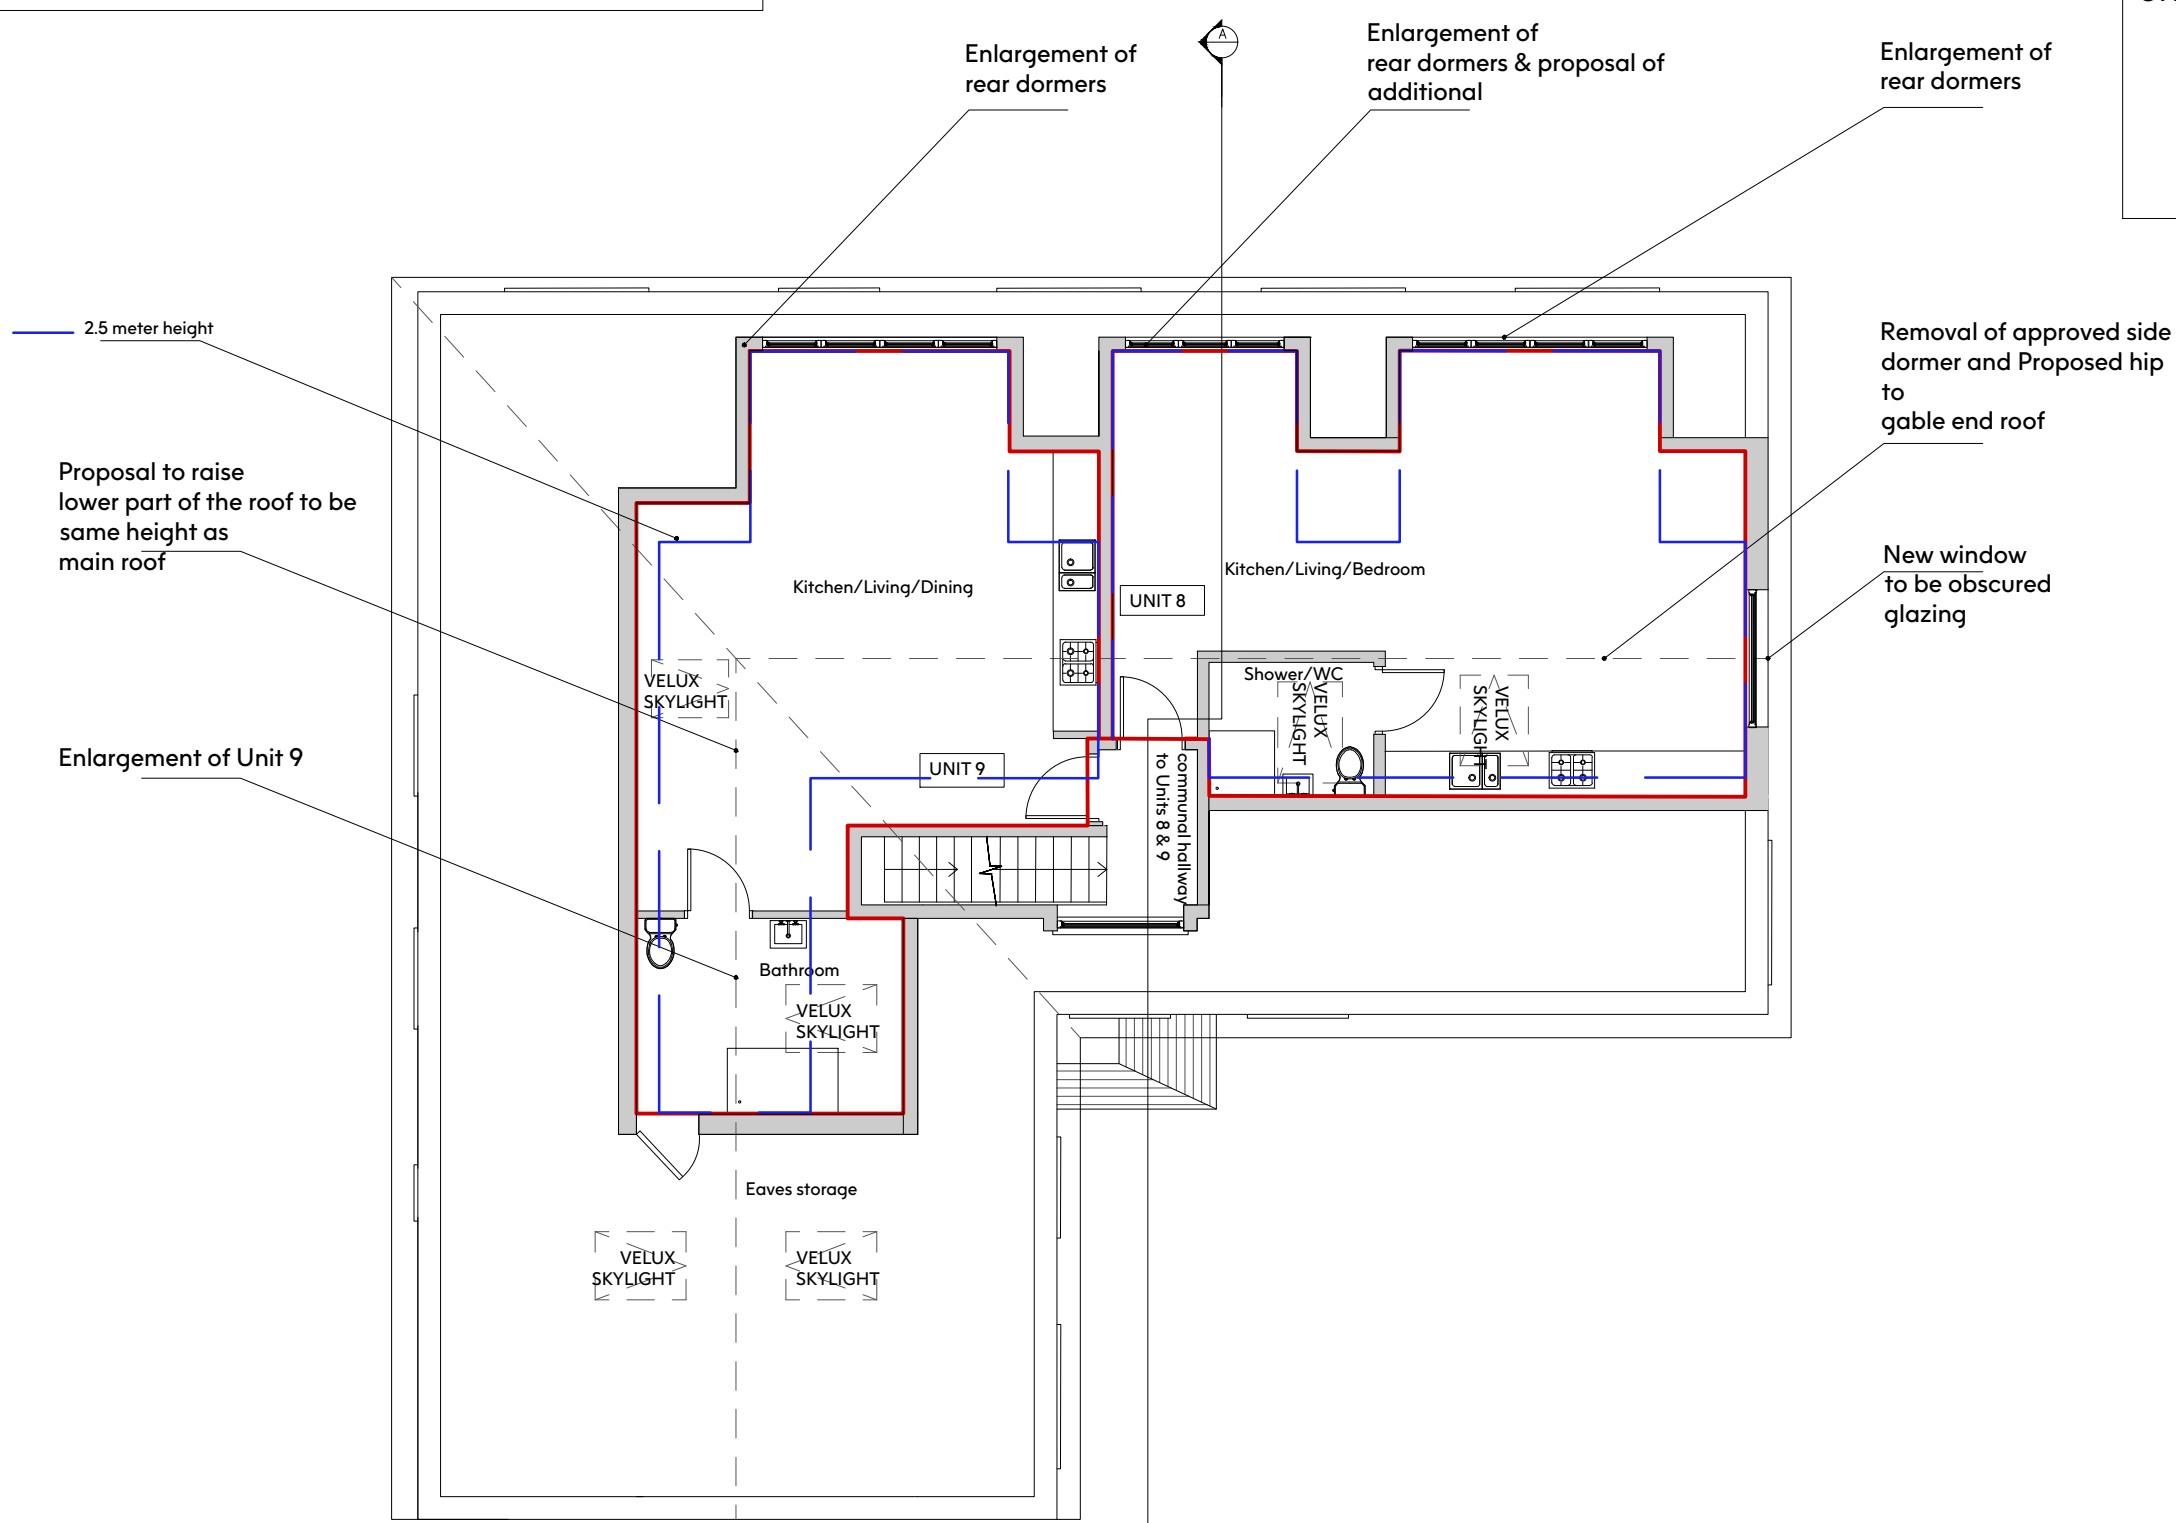 Enlargement of
rear dormers
A
Enlargement of
rear dormers & proposal of
additional
Enlargement of
rear dormers
2.5 meter height
Removal of approved side
dormer and Proposed hip
to
gable end roof
Proposal to raise
lower part of the roof to be
same height as
main roof
New window
to be obscured
glazing
Kitchen/Living/Dining
Kitchen/Living/Bedroom
UNIT 8
Shower/WC
VELUX
SKYLIGHT
VELUX
SKYLIGHT
VELUX
SKYLIGHT
Enlargement of Unit 9
UNIT 9
communal hallway
to Units 8 & 9
Bathroom
VELUX
SKYLIGHT
Eaves storage
VELUX
SKYLIGHT
VELUX
SKYLIGHT